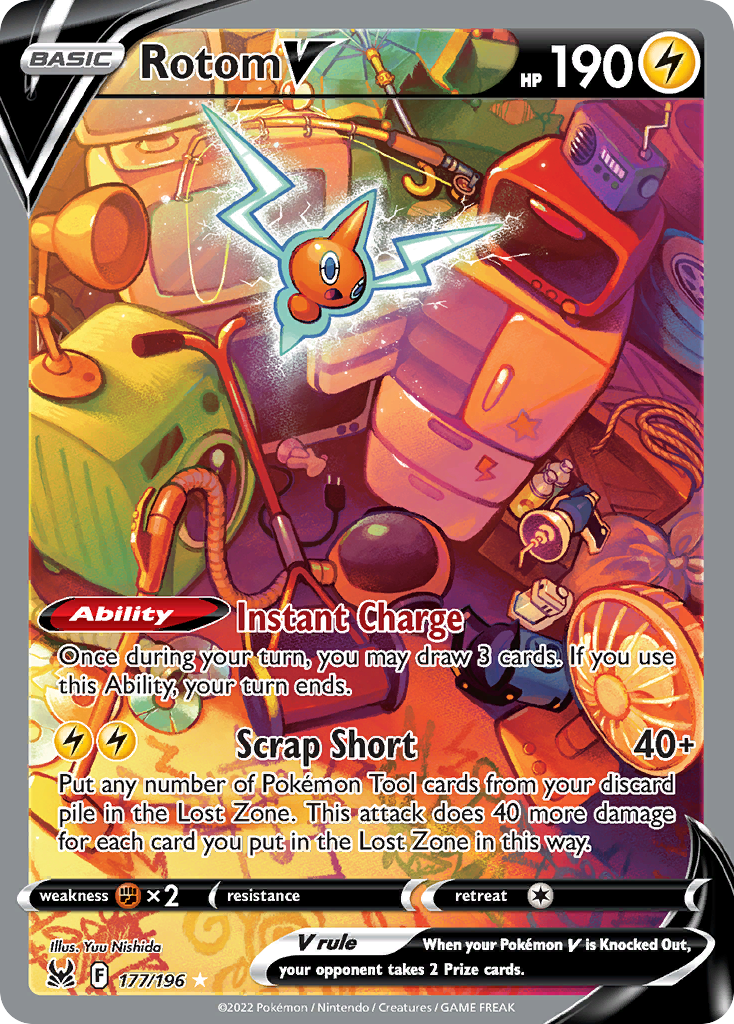 BASIC Rotom V HP 190
Ability Instant Charge
Once during your turn, you may draw 3 cards. If you use
this Ability, your turn ends.
Scrap Short 40+
Put any number of Pokémon Tool cards from your discard
pile in the Lost Zone. This attack does 40 more damage
for each card you put in the Lost Zone in this way.
weakness ×2 resistance retreat
Illus. Yuu Nishida
V rule When your Pokémon V is Knocked Out,
your opponent takes 2 Prize cards.
F 177/196
©2022 Pokémon / Nintendo / Creatures / GAME FREAK